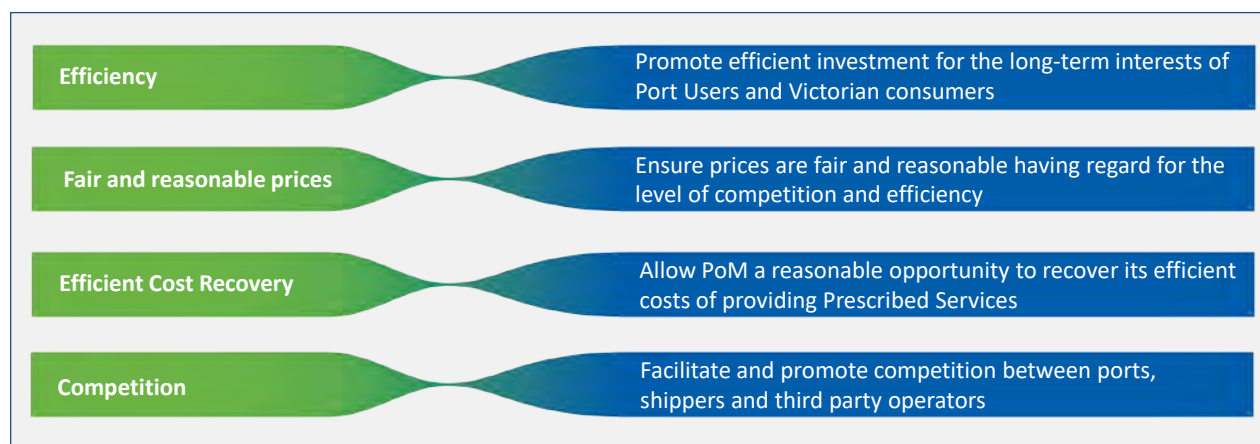 Efficiency
Promote efficient investment for the long-term interests of
Port Users and Victorian consumers
Fair and reasonable prices
Ensure prices are fair and reasonable having regard for the
level of competition and efficiency
Efficient Cost Recovery
Allow PoM a reasonable opportunity to recover its efficient
costs of providing Prescribed Services
Competition
Facilitate and promote competition between ports,
shippers and third party operators